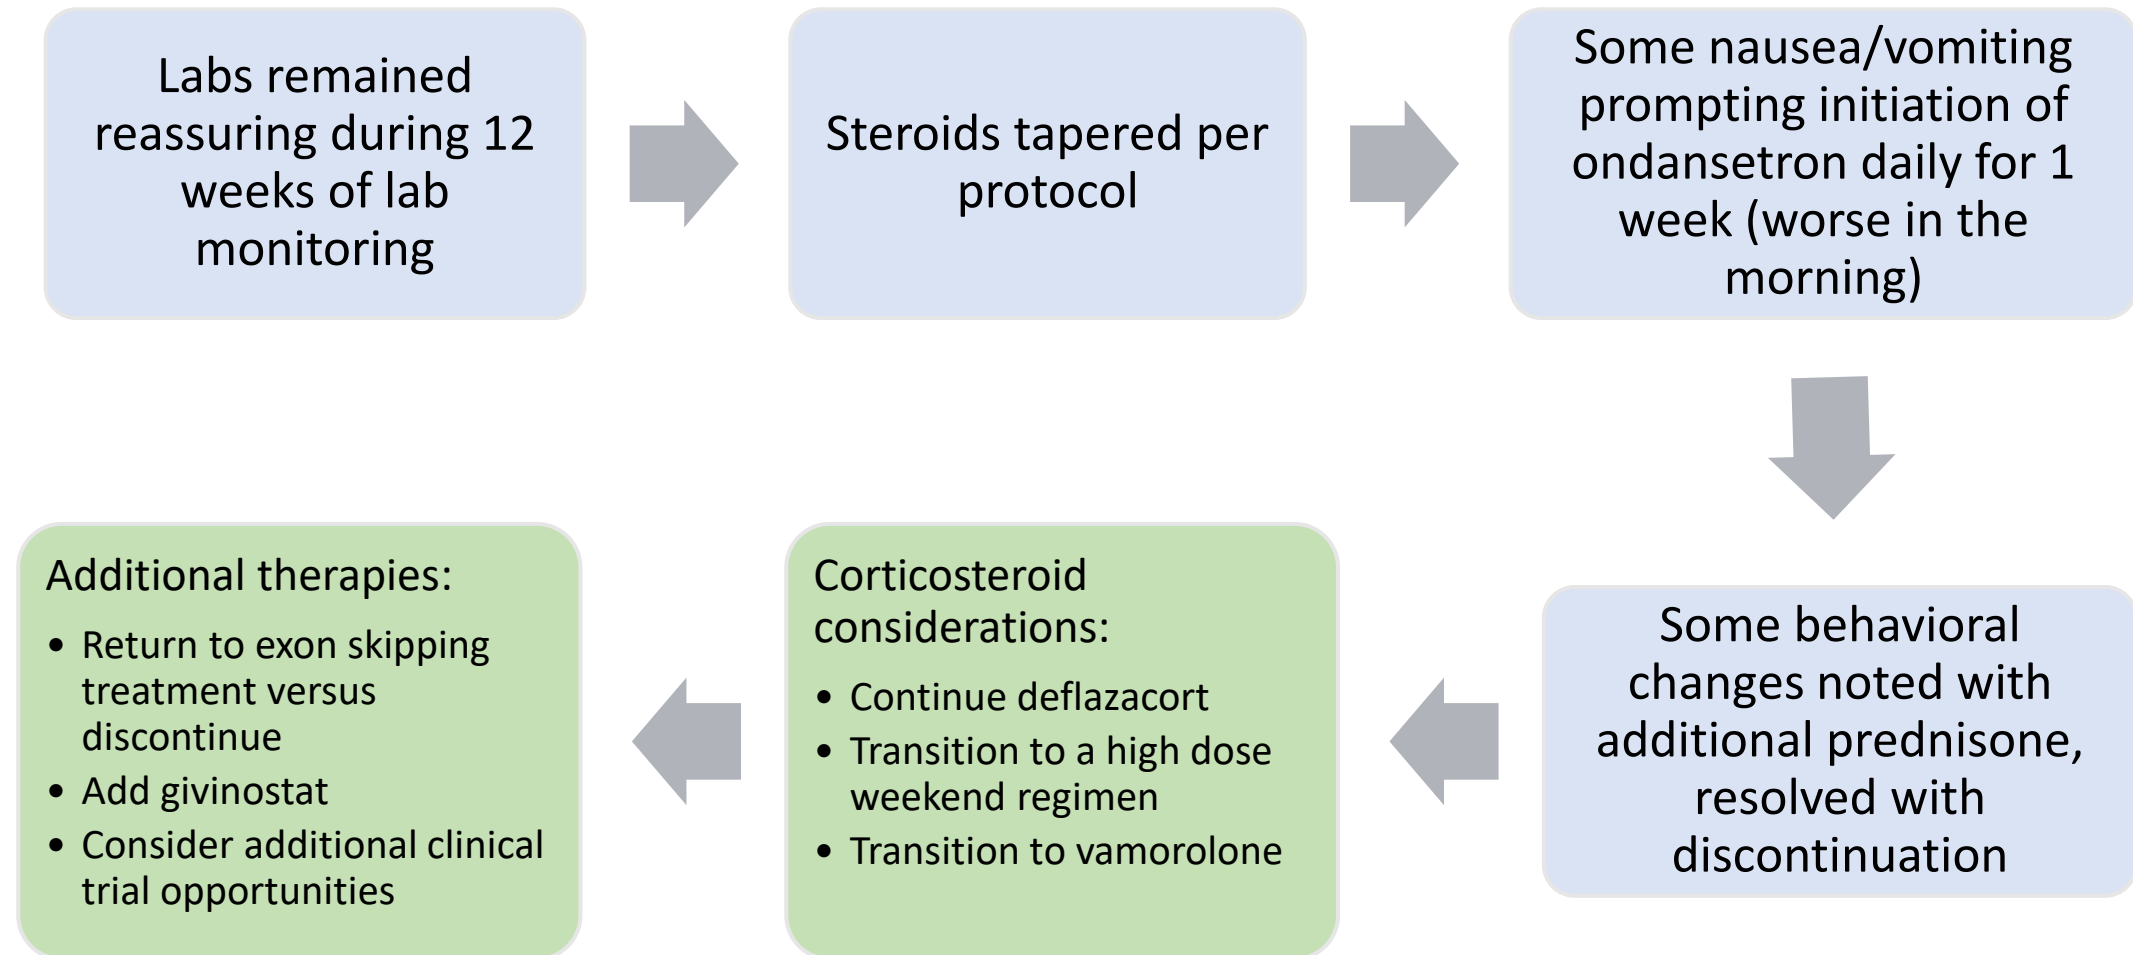 Labs remained
reassuring during 12
weeks of lab
monitoring
Steroids tapered per
protocol
Some nausea/vomiting
prompting initiation of
ondansetron daily for 1
week (worse in the
morning)
Some behavioral
changes noted with
additional prednisone,
resolved with
discontinuation
Corticosteroid
considerations:
• Continue deflazacort
• Transition to a high dose
weekend regimen
• Transition to vamorolone
Additional therapies:
• Return to exon skipping
treatment versus
discontinue
• Add givinostat
• Consider additional clinical
trial opportunities